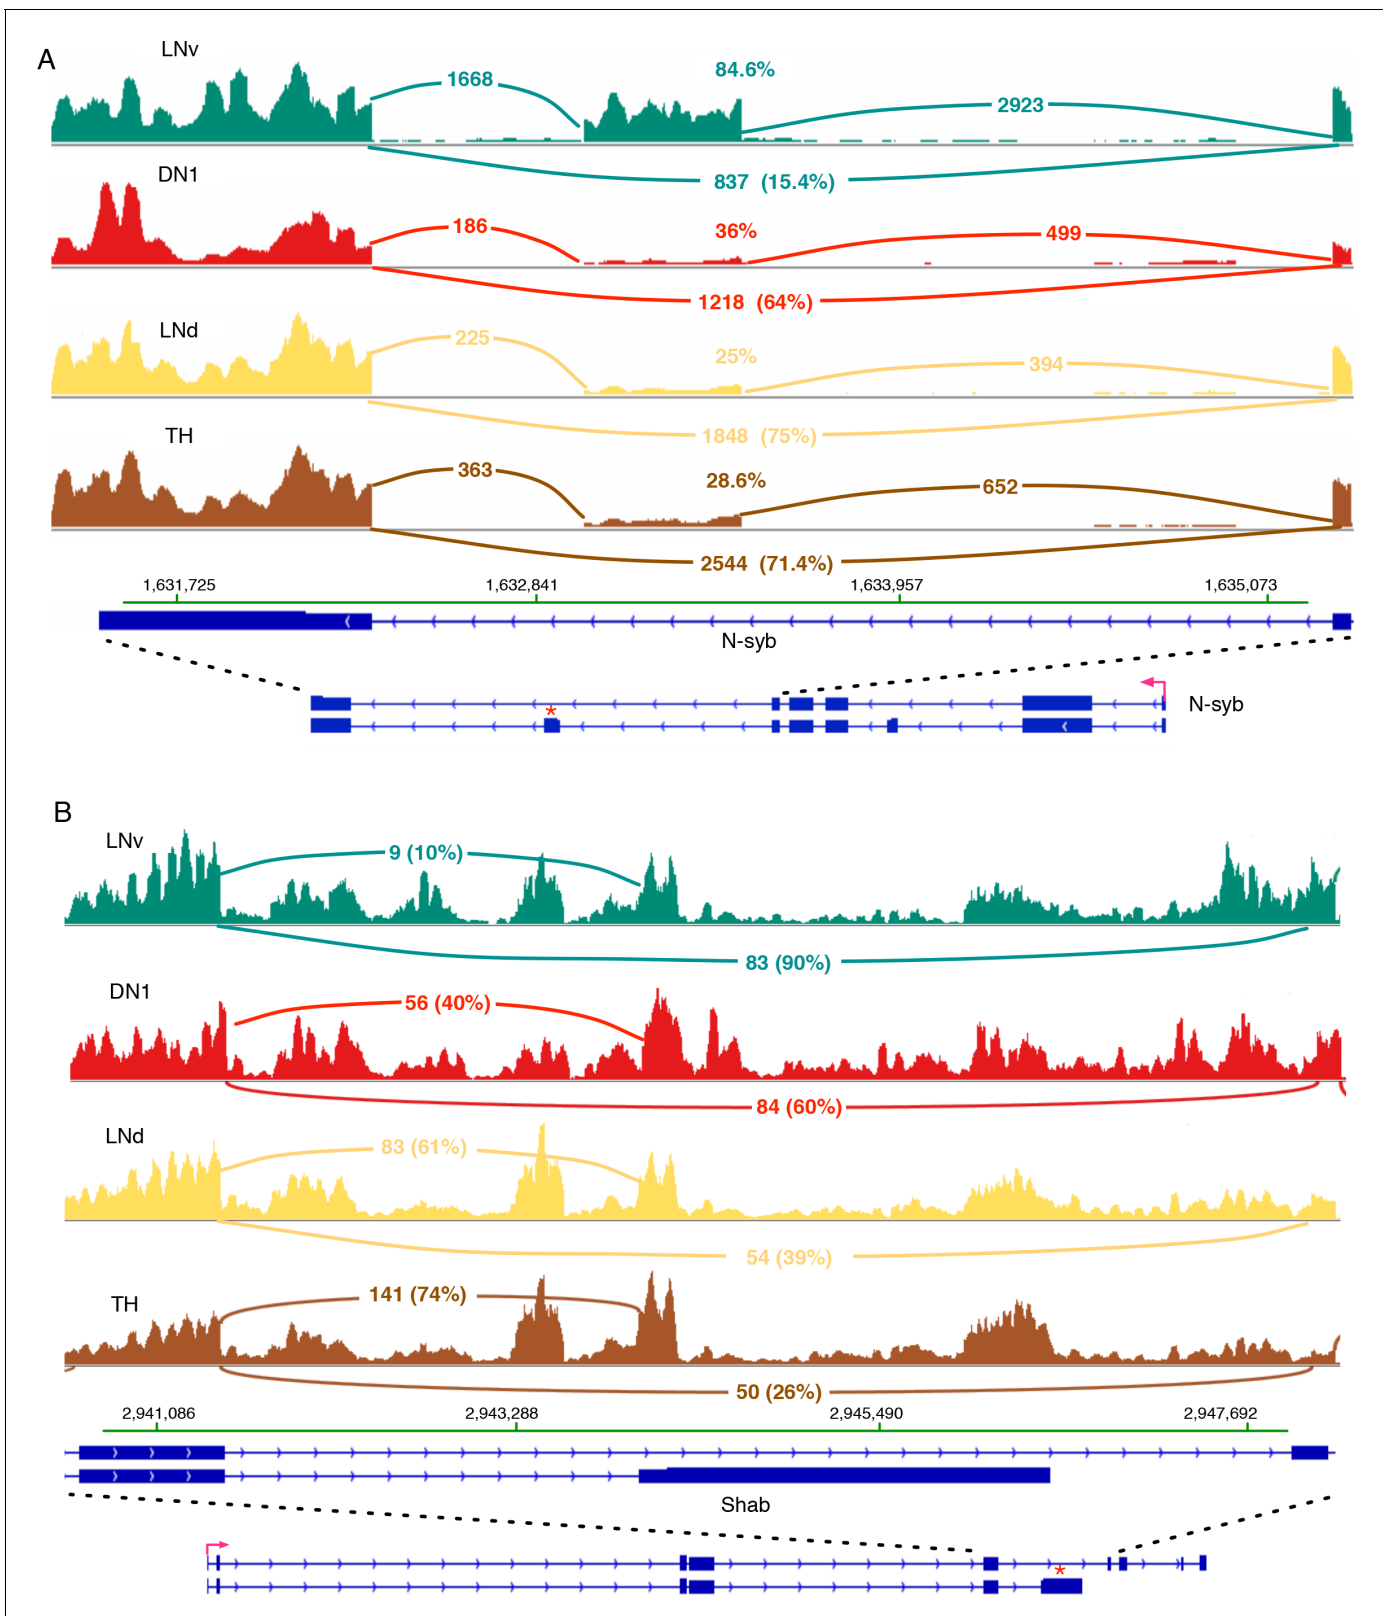 A
LNv
1668
84.6%
2923
837 (15.4%)
DN1
186
36%
499
1218 (64%)
LNd
225
25%
394
1848 (75%)
TH
363
28.6%
652
2544 (71.4%)
1,631,725 1,632,841 1,633,957 1,635,073
N-syb
*
N-syb
B
LNv
9 (10%)
83 (90%)
DN1
56 (40%)
84 (60%)
LNd
83 (61%)
54 (39%)
TH
141 (74%)
50 (26%)
2,941,086 2,943,288 2,945,490 2,947,692
Shab
*